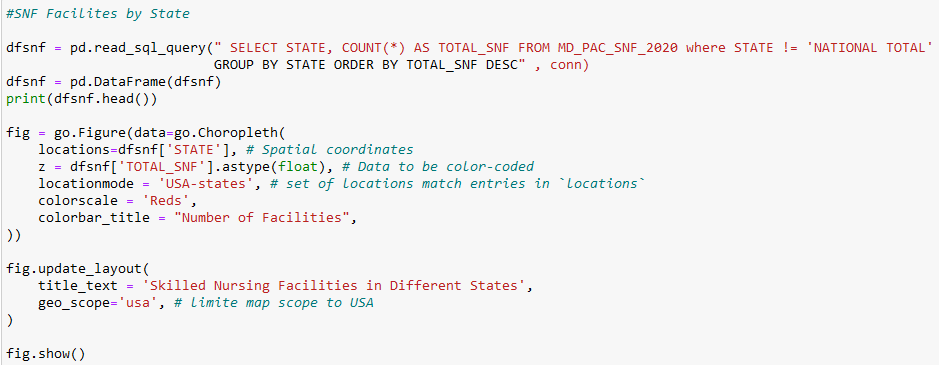 #SNF Facilites by State
dfsnf = pd.read_sql_query(" SELECT STATE, COUNT(*) AS TOTAL_SNF FROM MD_PAC_SNF_2020 where STATE != 'NATIONAL TOTAL'
GROUP BY STATE ORDER BY TOTAL_SNF DESC" , conn)
dfsnf = pd.DataFrame(dfsnf)
print(dfsnf.head())
fig = go.Figure(data=go.Choropleth(
locations=dfsnf['STATE'], # Spatial coordinates
z = dfsnf['TOTAL_SNF'].astype(float), # Data to be color-coded
locationmode = 'USA-states', # set of locations match entries in `locations`
colorscale = 'Reds',
colorbar_title = "Number of Facilities",
))
fig.update_layout(
title_text = 'Skilled Nursing Facilities in Different States',
geo_scope='usa', # limite map scope to USA
)
fig.show()